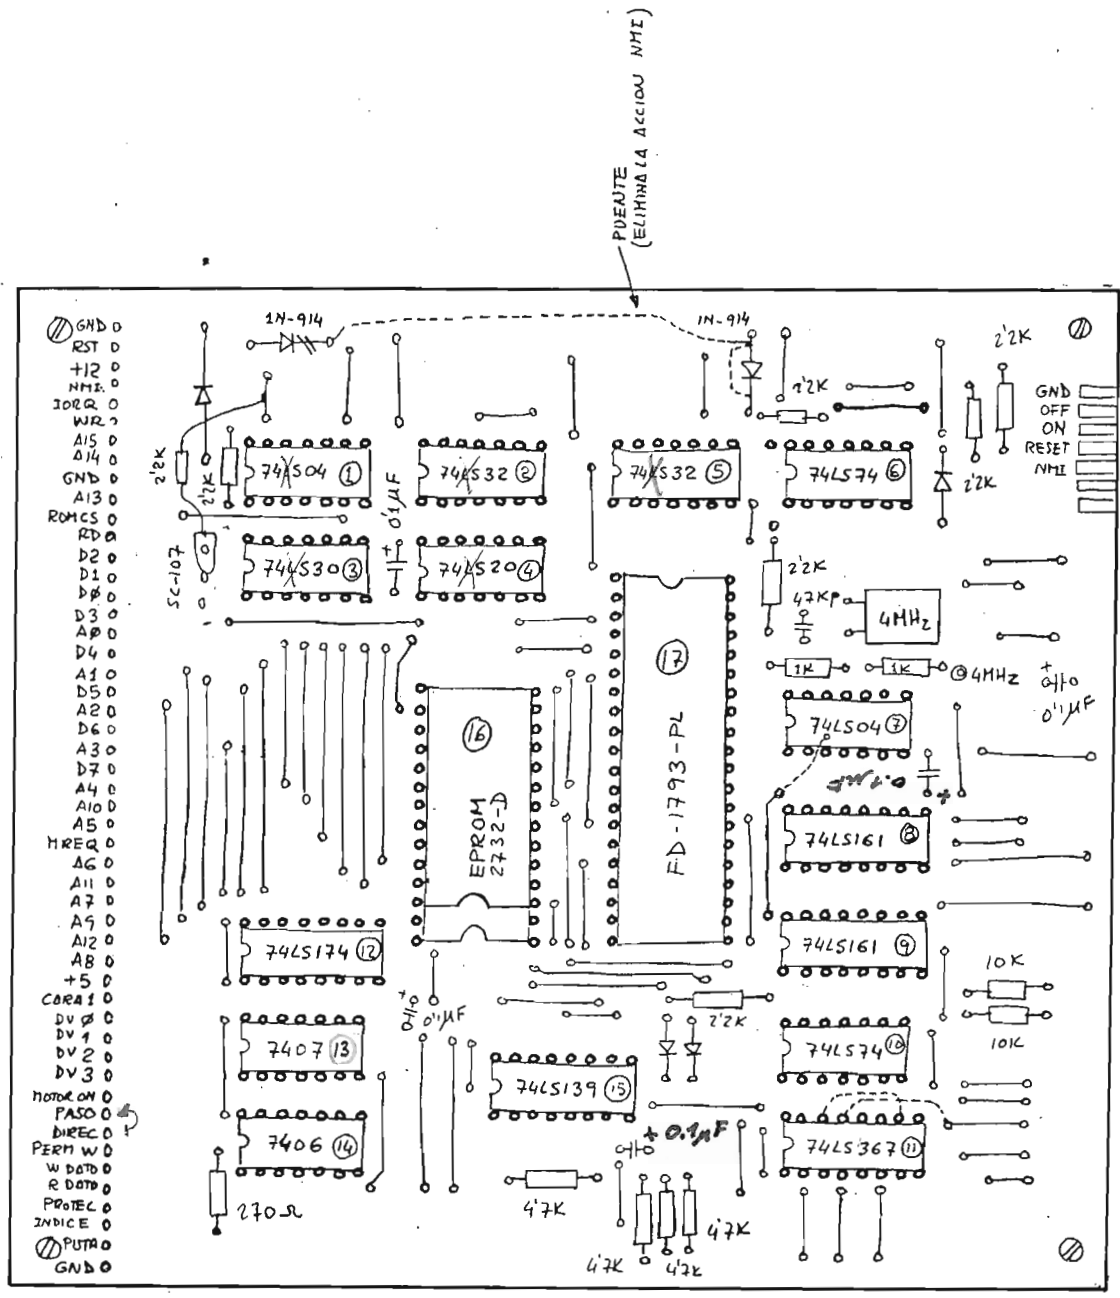 PUENTE
(ELIMINA LA ACCION NMI)
GND
RST
+12
NMI
IORQ
WR
A15
A14
GND
A13
ROMCS
RD
D2
D1
DØ
D3
AØ
D4
A1
D5
A2
D6
A3
D7
A4
A10
A5
MREQ
A6
A11
A7
A9
A12
A8
+5
CARA 1
DV Ø
DV 1
DV 2
DV 3
MOTOR ON
PASO
DIREC
PERM W
W DATO
R DATO
PROTEC
INDICE
PUTA
GND
1N-914
1N-914
2'2K
2'2K
GND
OFF
ON
RESET
NMI
2'2K
2'2K
2'2K
74LS04 1
74LS32 2
74LS32 5
74LS74 6
0'1µF
SC-107
74LS30 3
74LS20 4
2'2K
47Kp
4MHz
1K
1K
4MHz
0'1µF
16
EPROM
2732-D
17
FD-1793-PL
74LS04 7
0.1µF
74LS161 8
74LS161 9
74LS174 12
0'1µF
2'2K
10K
10K
7407 13
74LS139 15
74LS74 10
7406 14
0.1µF
74LS367 11
270Ω
4'7K
4'7K
4'7K
4'7K